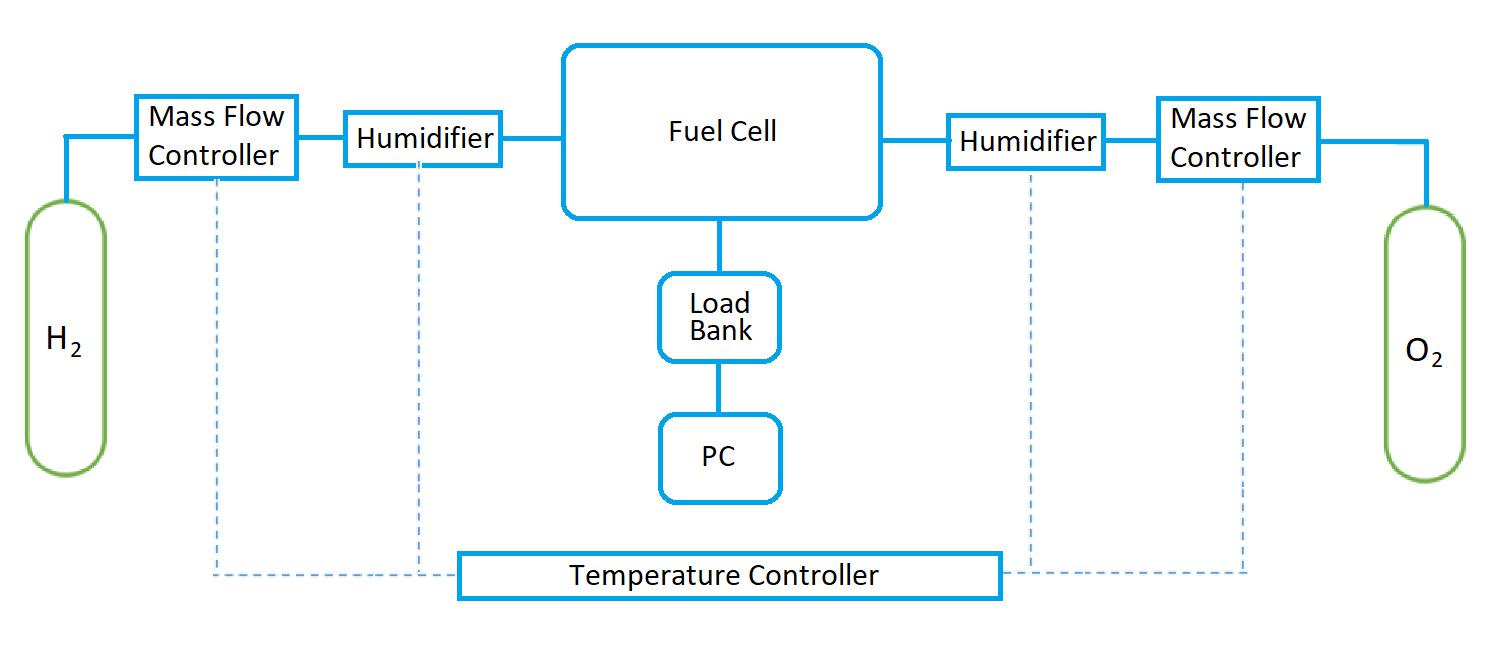 Mass Flow
Controller
Humidifier
Fuel Cell
Humidifier
Mass Flow
Controller
H₂
Load
Bank
O₂
PC
Temperature Controller